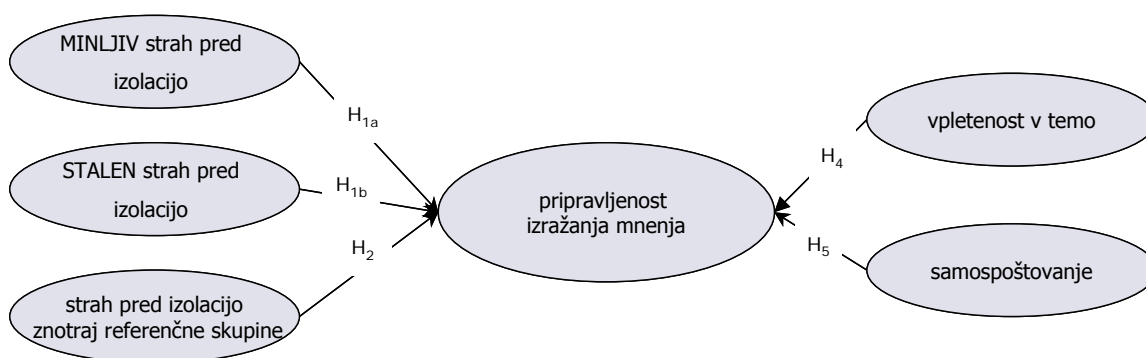 MINLJIV strah pred
izolacijo
H1a
STALEN strah pred
izolacijo
H1b
strah pred izolacijo
znotraj referenčne skupine
H2
pripravljenost
izražanja mnenja
vpletenost v temo
H4
samospoštovanje
H5